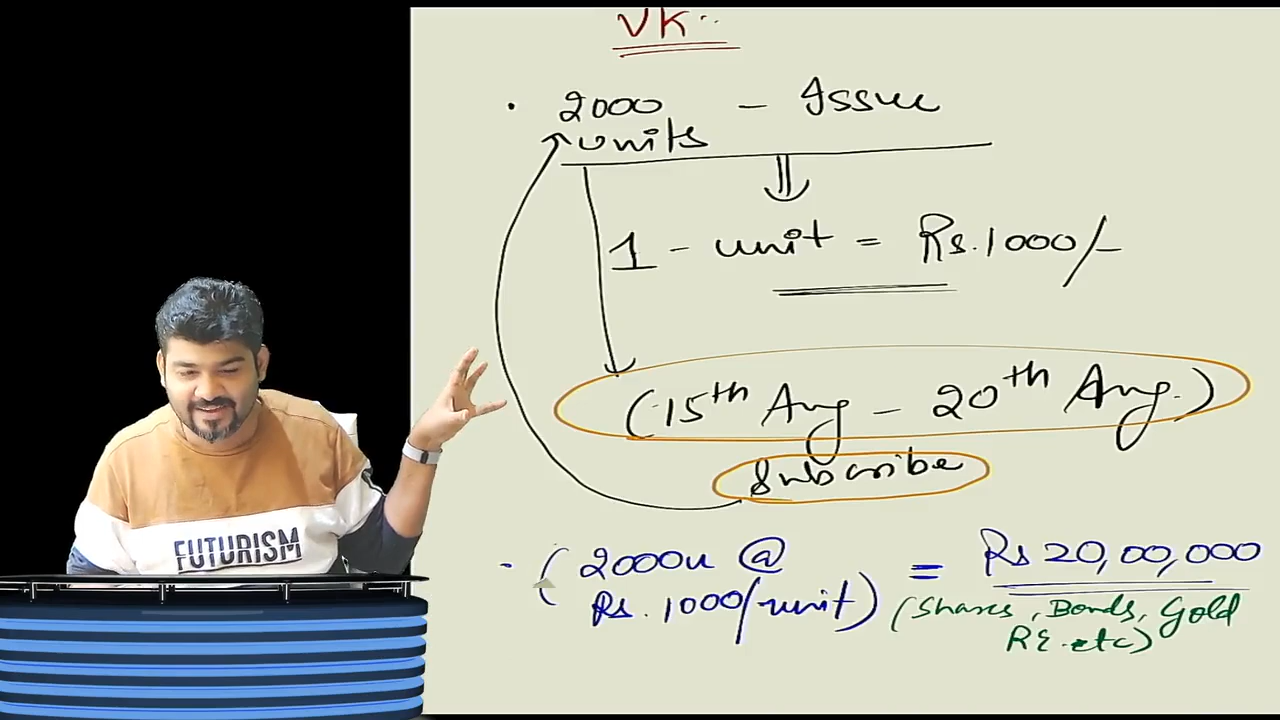 VK..
• 2000 - Issue
units
1 - unit = Rs.1000/-
(15th Aug - 20th Aug.)
Subscribe
• (2000u @ = Rs 20,00,000
Rs. 1000/unit) (Shares, Bonds, Gold
RE. etc)
FUTURISM